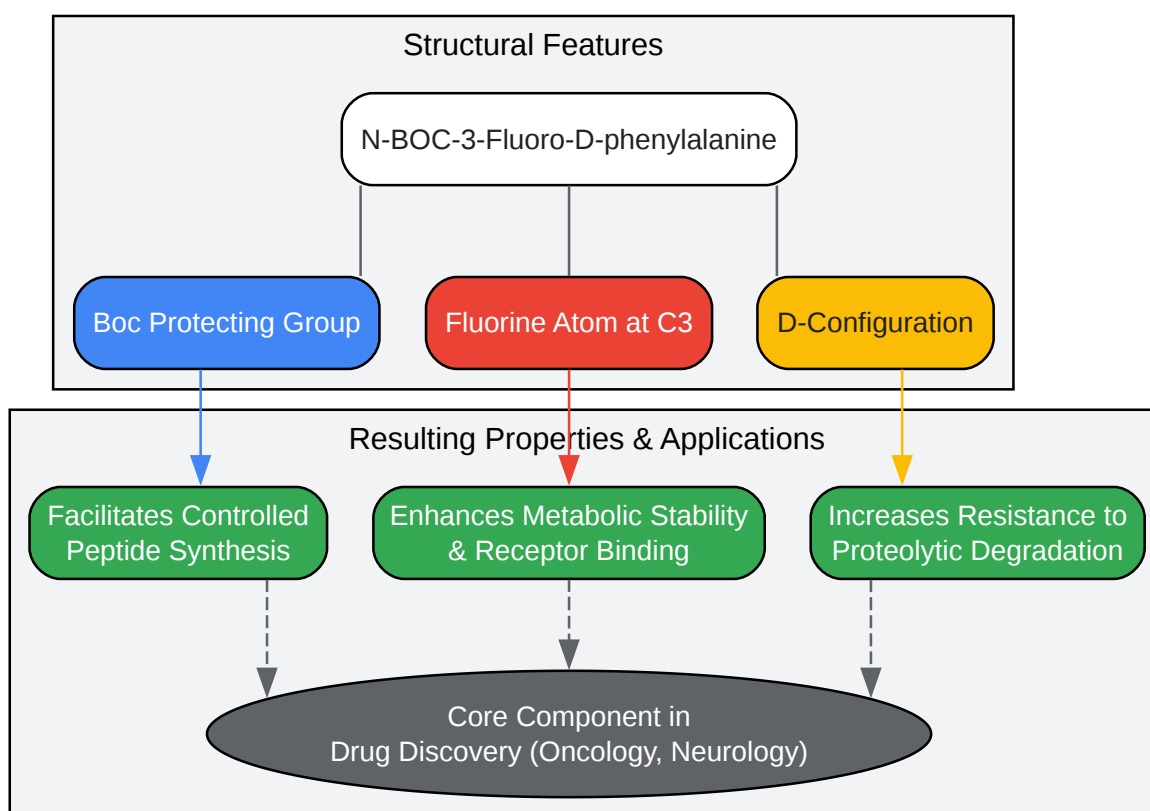 Structural Features
N-BOC-3-Fluoro-D-phenylalanine
Boc Protecting Group
Fluorine Atom at C3
D-Configuration
Resulting Properties & Applications
Facilitates Controlled
Peptide Synthesis
Enhances Metabolic Stability
& Receptor Binding
Increases Resistance to
Proteolytic Degradation
Core Component in
Drug Discovery (Oncology, Neurology)